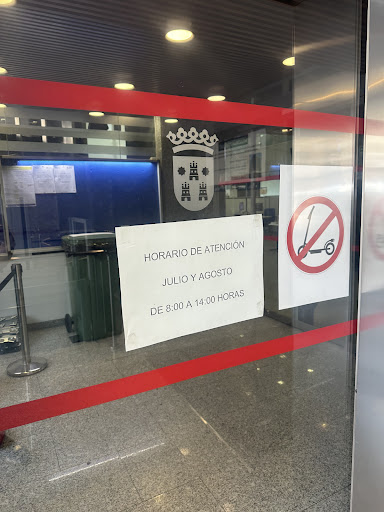 HORARIO DE ATENCIÓN
JULIO Y AGOSTO
DE 8:00 A 14:00 HORAS